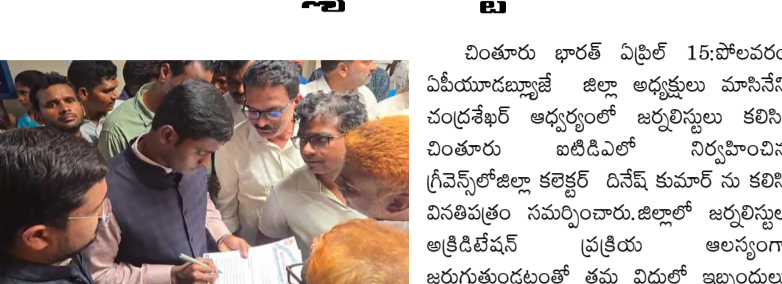 చింతూరు భారత్ ఏప్రిల్ 15:పోలవరం
ఏపీయూడబ్ల్యూజే జిల్లా అధ్యక్షులు మాసినేని
చంద్రశేఖర్ ఆధ్వర్యంలో జర్నలిస్టులు కలిసి
చింతూరు ఐటిడిఎలో నిర్వహించిన
గ్రీవెన్స్‌లోజిల్లా కలెక్టర్ దినేష్ కుమార్ ను కలిసి
వినతిపత్రం సమర్పించారు.జిల్లాలో జర్నలిస్టుల
అక్రిడిటేషన్ ప్రక్రియ ఆలస్యంగా
జరుగుతుండటంతో తమ విధులో ఇబ్బందులు